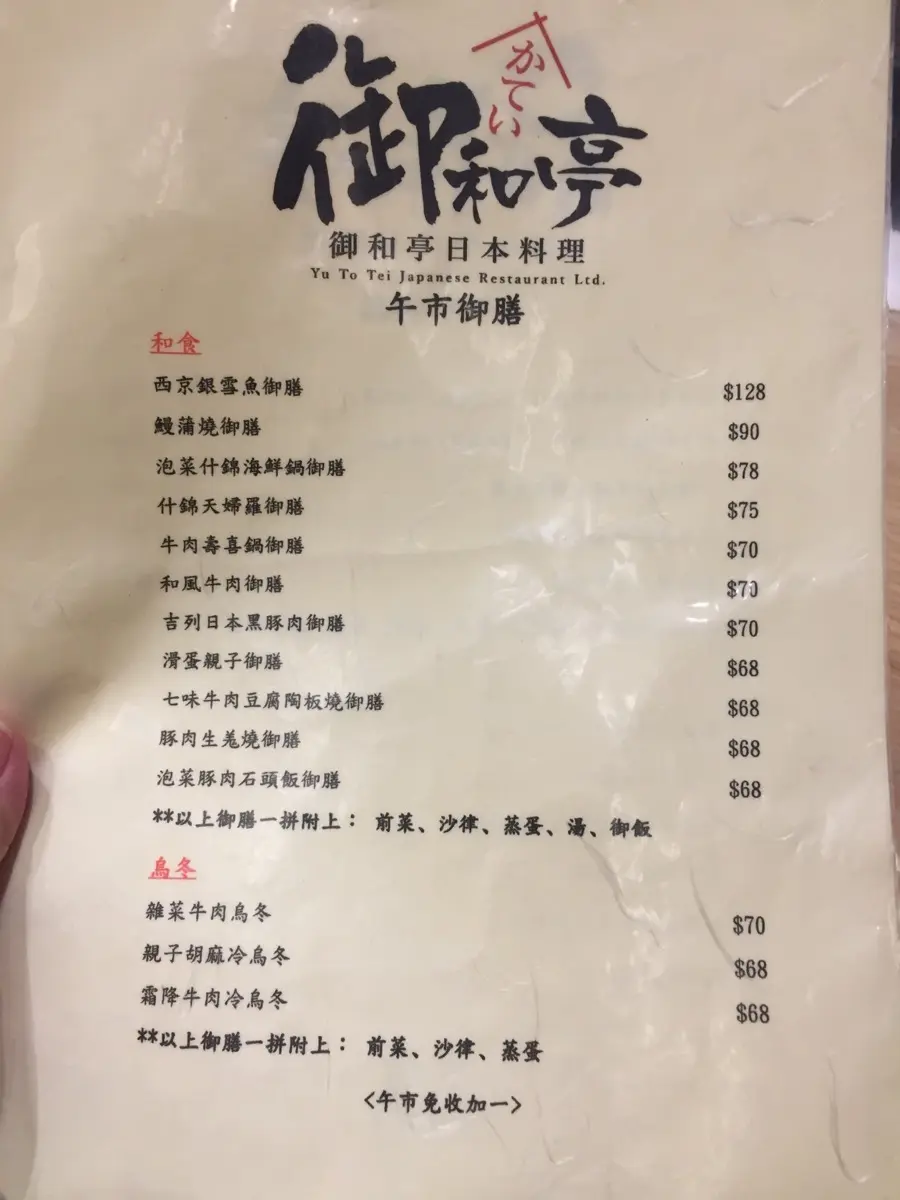 かてい
御和亭
御和亭日本料理
Yu To Tei Japanese Restaurant Ltd.
午市御膳
和食
西京銀雪魚御膳 $128
鰻蒲燒御膳 $90
泡菜什錦海鮮鍋御膳 $78
什錦天婦羅御膳 $75
牛肉壽喜鍋御膳 $70
和風牛肉御膳 $70
吉列日本黑豚肉御膳 $70
滑蛋親子御膳 $68
七味牛肉豆腐陶板燒御膳 $68
豚肉生羗燒御膳 $68
泡菜豚肉石頭飯御膳 $68
**以上御膳一拼附上： 前菜、沙律、蒸蛋、湯、御飯
烏冬
雜菜牛肉烏冬 $70
親子胡麻冷烏冬 $68
霜降牛肉冷烏冬 $68
**以上御膳一拼附上： 前菜、沙律、蒸蛋
<午市免收加一>